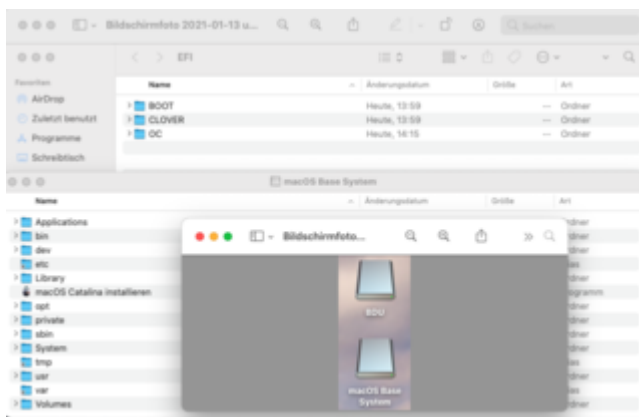 Bildschirmfoto 2021-01-13 u...
Suchen
EFI
Favoriten
Name Änderungsdatum Größe Art
AirDrop
BOOT Heute, 13:59 -- Ordner
Zuletzt benutzt
CLOVER Heute, 13:59 -- Ordner
Programme
OC Heute, 14:15 -- Ordner
Schreibtisch
macOS Base System
Name Änderungsdatum Größe Art
Applications
bin
dev
etc
Library
macOS Catalina installieren
opt
private
sbin
System
tmp
usr
var
Volumes
Bildschirmfoto...
BDU
macOS Base
System